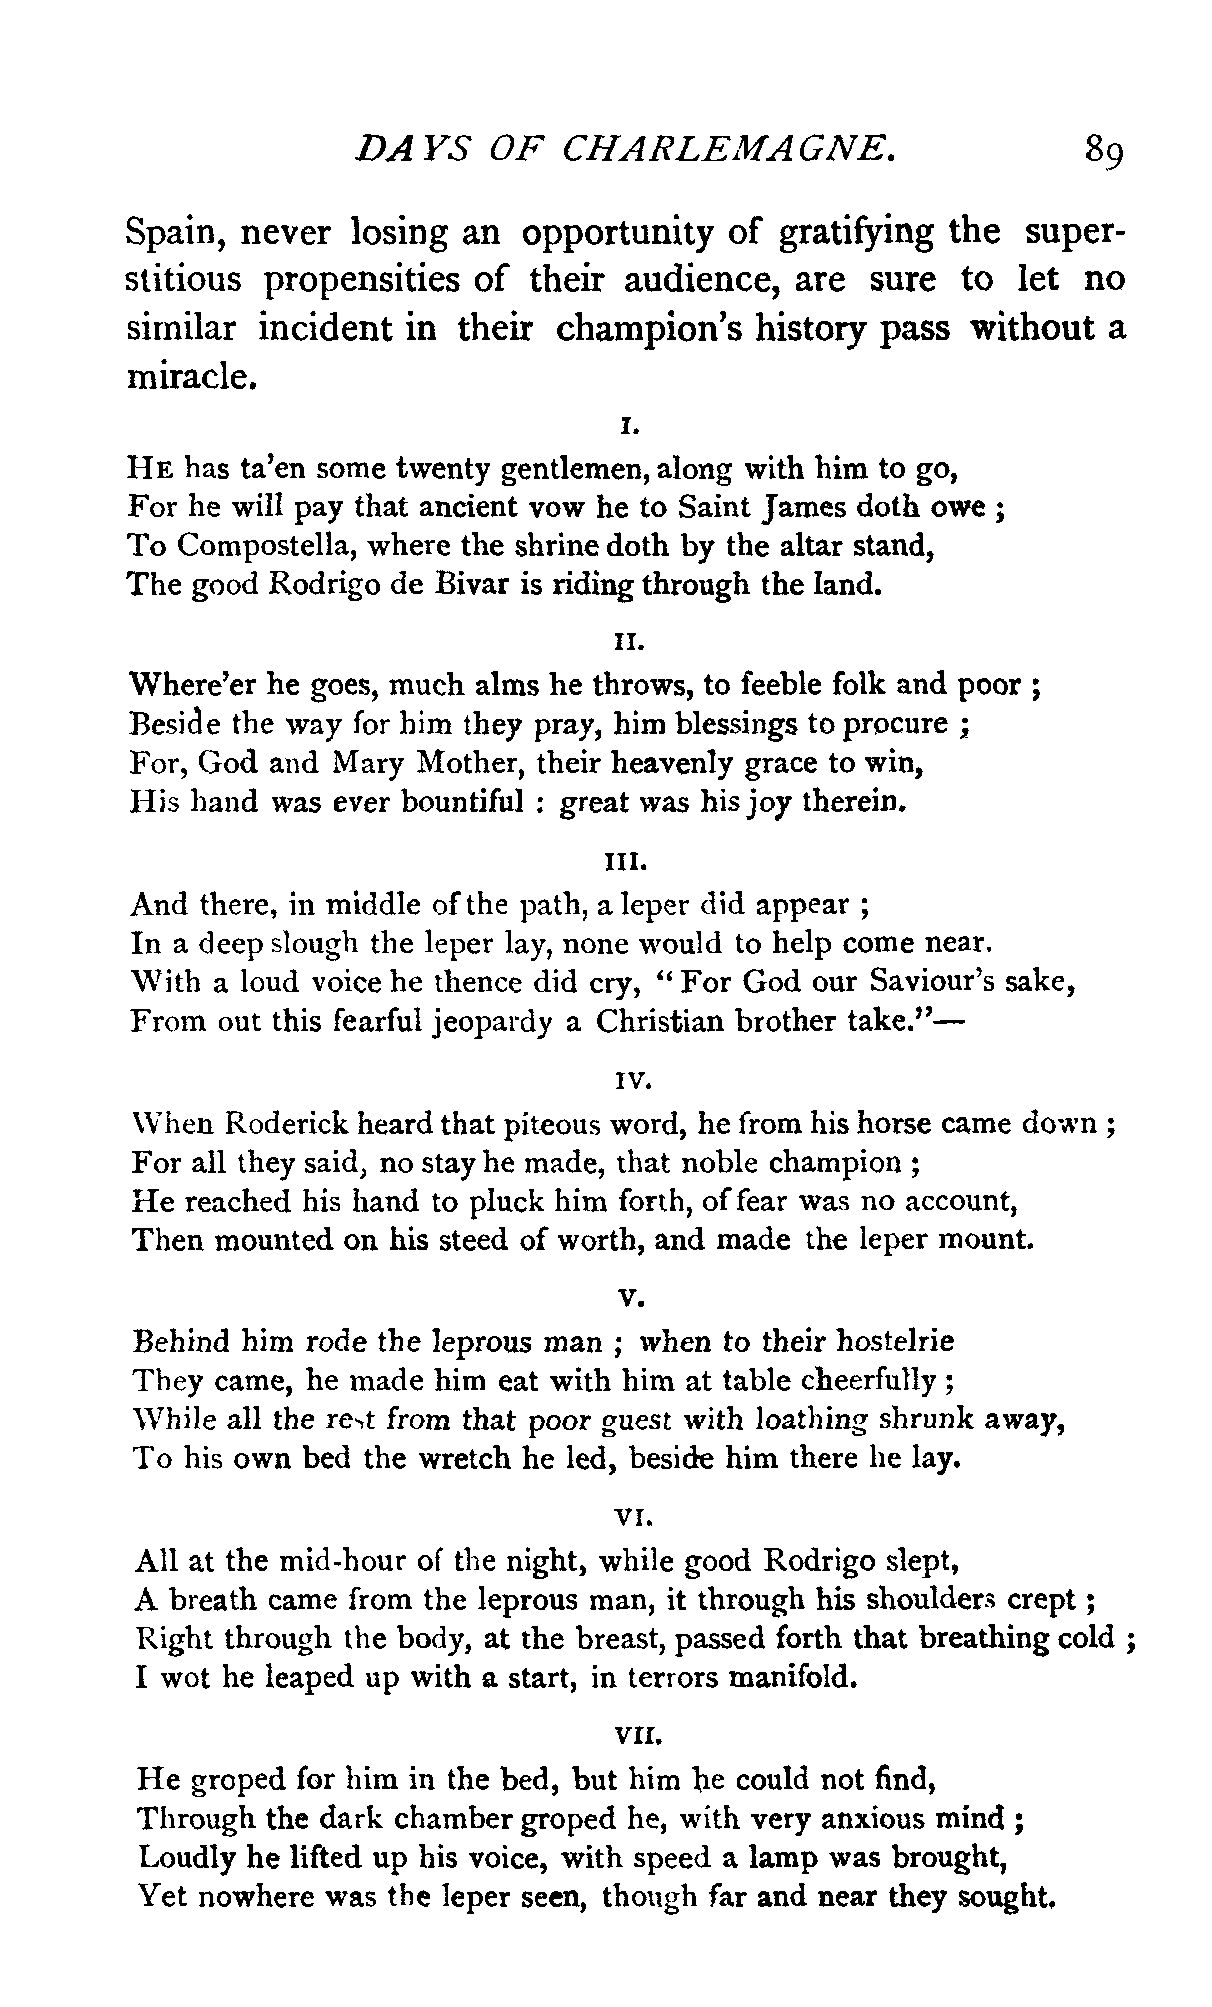 DAYS OF CHARLEMAGNE. 89
Spain, never losing an opportunity of gratifying the super-
stitious propensities of their audience, are sure to let no
similar incident in their champion's history pass without a
miracle.
I.
HE has ta'en some twenty gentlemen, along with him to go,
For he will pay that ancient vow he to Saint James doth owe ;
To Compostella, where the shrine doth by the altar stand,
The good Rodrigo de Bivar is riding through the land.
II.
Where'er he goes, much alms he throws, to feeble folk and poor ;
Beside the way for him they pray, him blessings to procure ;
For, God and Mary Mother, their heavenly grace to win,
His hand was ever bountiful : great was his joy therein.
III.
And there, in middle of the path, a leper did appear ;
In a deep slough the leper lay, none would to help come near.
With a loud voice he thence did cry, " For God our Saviour's sake,
From out this fearful jeopardy a Christian brother take."—
IV.
When Roderick heard that piteous word, he from his horse came down ;
For all they said, no stay he made, that noble champion ;
He reached his hand to pluck him forth, of fear was no account,
Then mounted on his steed of worth, and made the leper mount.
V.
Behind him rode the leprous man ; when to their hostelrie
They came, he made him eat with him at table cheerfully ;
While all the rest from that poor guest with loathing shrunk away,
To his own bed the wretch he led, beside him there he lay.
VI.
All at the mid-hour of the night, while good Rodrigo slept,
A breath came from the leprous man, it through his shoulders crept ;
Right through the body, at the breast, passed forth that breathing cold ;
I wot he leaped up with a start, in terrors manifold.
VII.
He groped for him in the bed, but him he could not find,
Through the dark chamber groped he, with very anxious mind ;
Loudly he lifted up his voice, with speed a lamp was brought,
Yet nowhere was the leper seen, though far and near they sought.